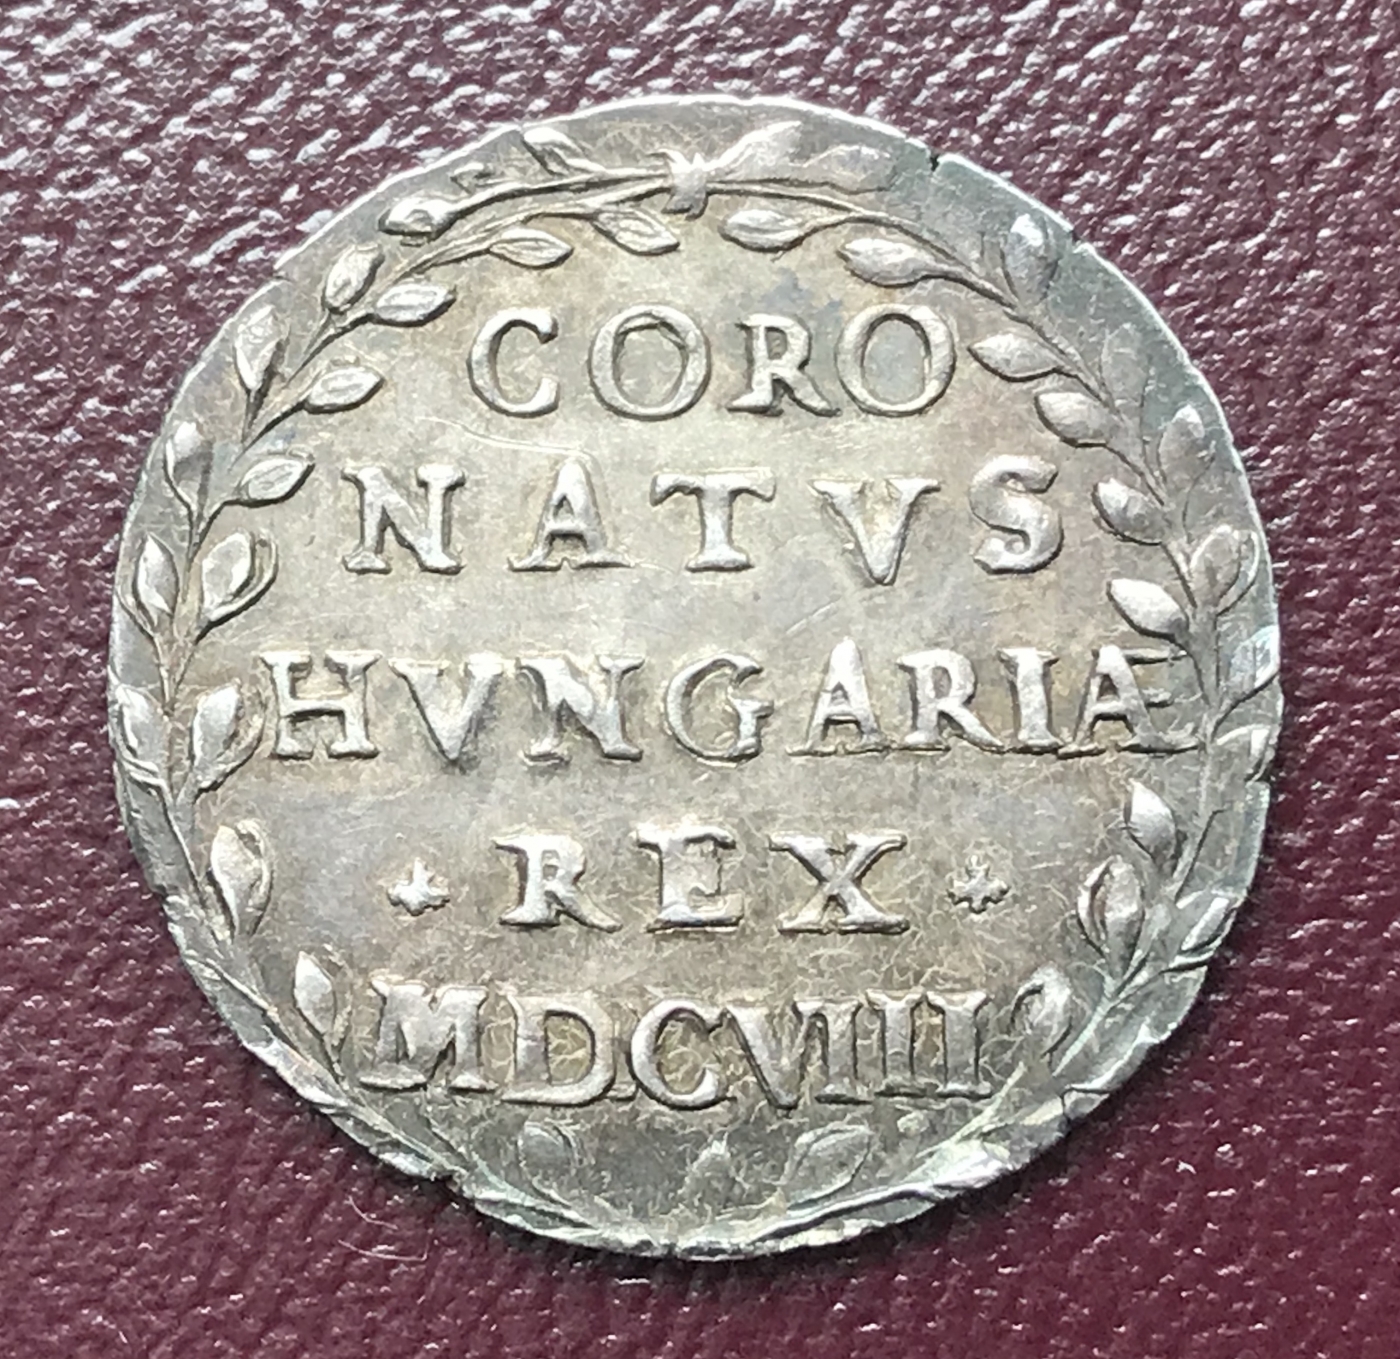 CORO
NATVS
HVNGARIÆ
REX
MDCVIII